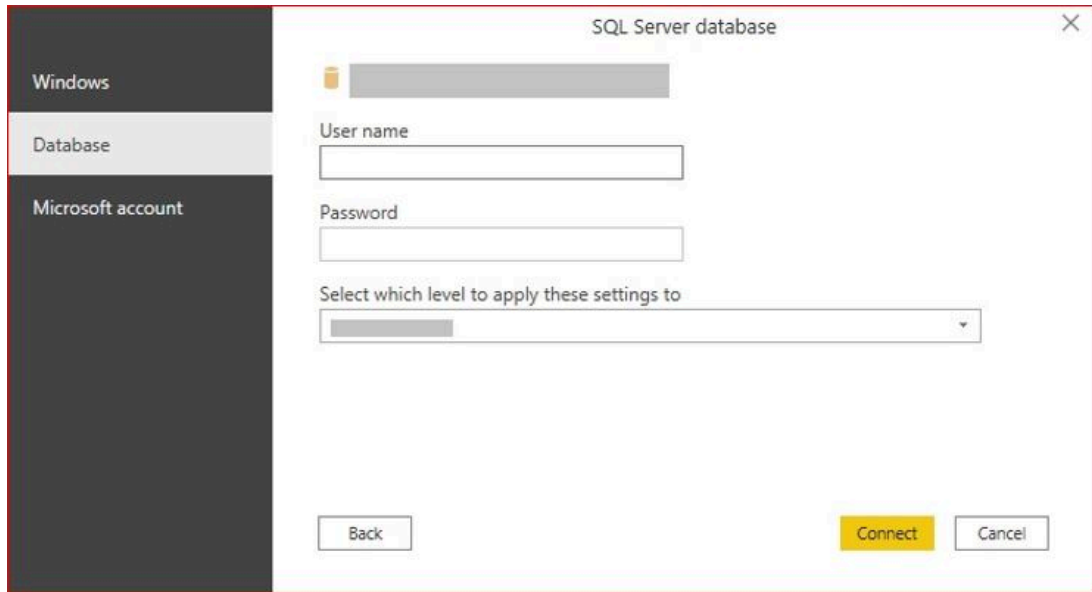 SQL Server database
Windows
Database
Microsoft account
User name
Password
Select which level to apply these settings to
Back
Connect
Cancel